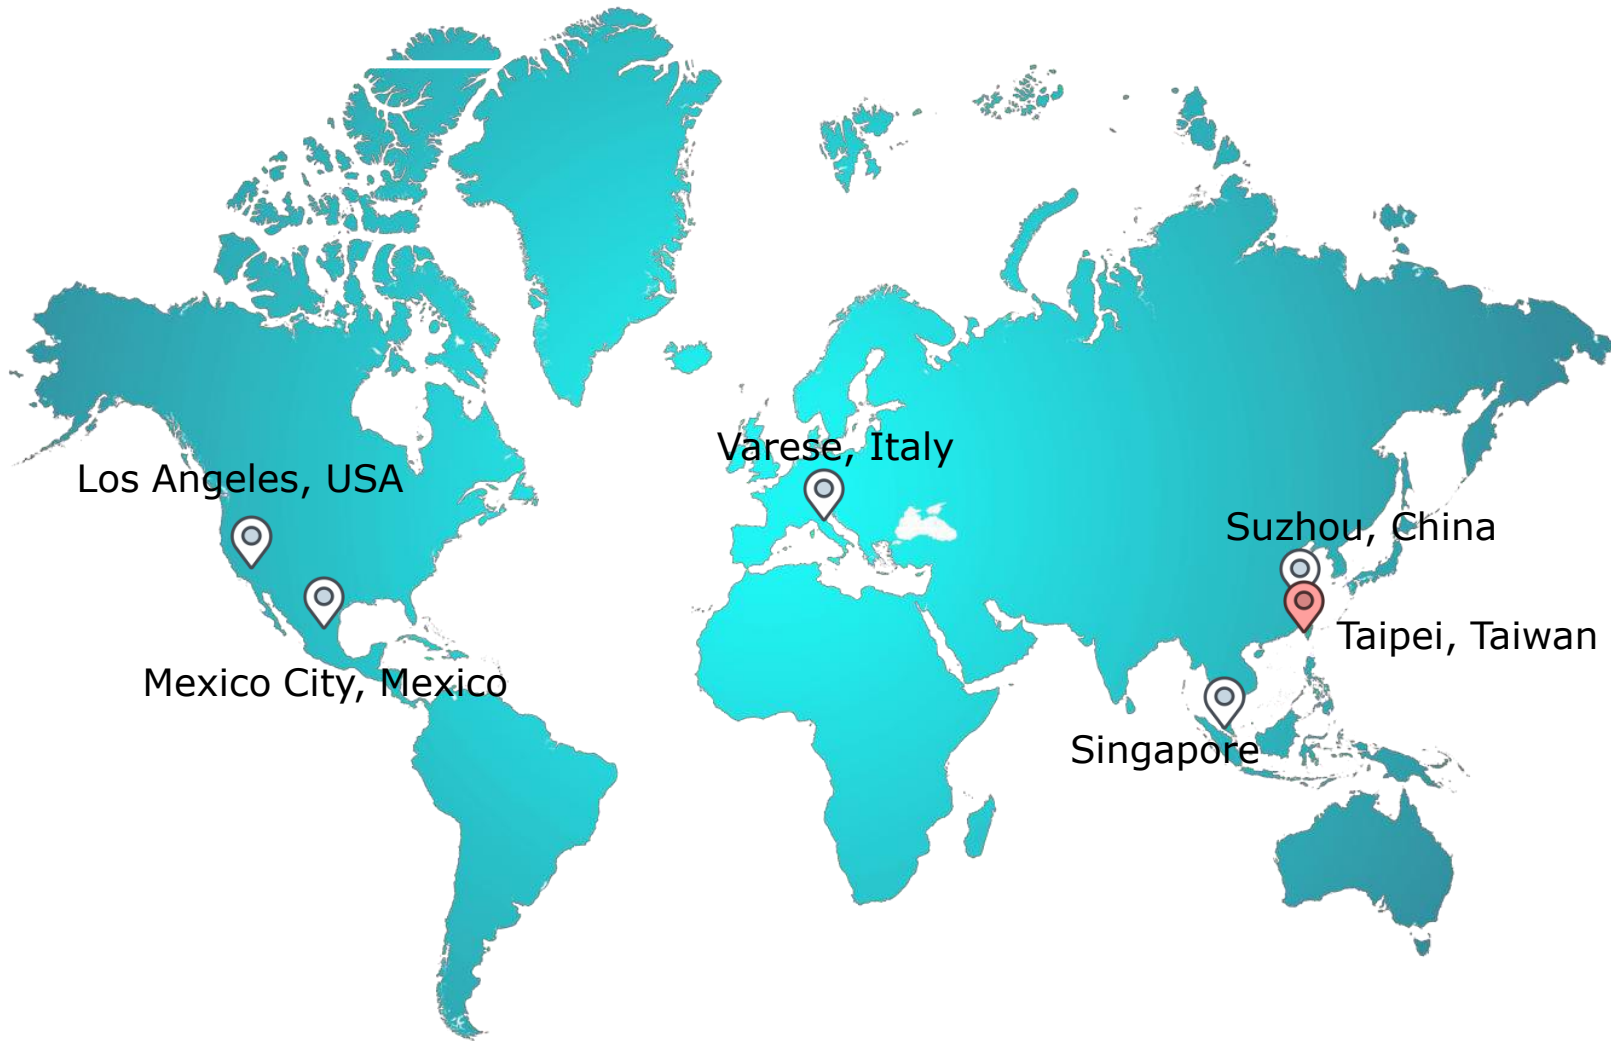 Varese, Italy
Los Angeles, USA
Suzhou, China
Taipei, Taiwan
Mexico City, Mexico
Singapore